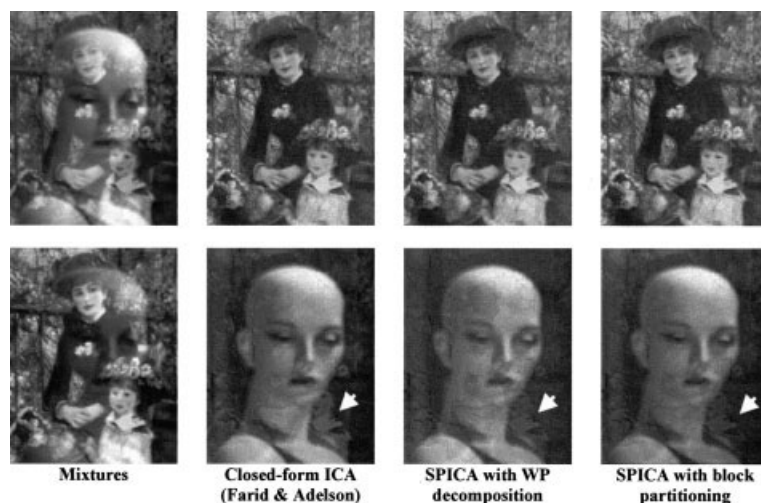 Mixtures
Closed-form ICA
(Farid & Adelson)
SPICA with WP
decomposition
SPICA with block
partitioning